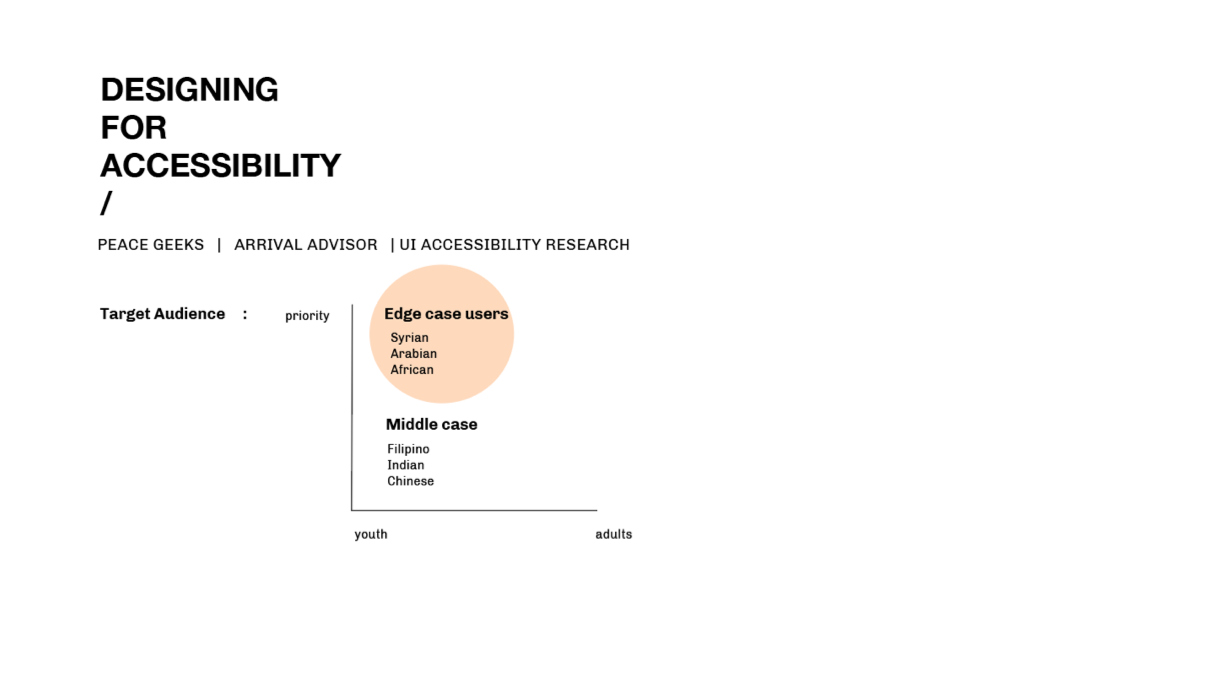 DESIGNING
FOR
ACCESSIBILITY
/
PEACE GEEKS | ARRIVAL ADVISOR | UI ACCESSIBILITY RESEARCH
Target Audience :
priority
Edge case users
Syrian
Arabian
African
Middle case
Filipino
Indian
Chinese
youth
adults